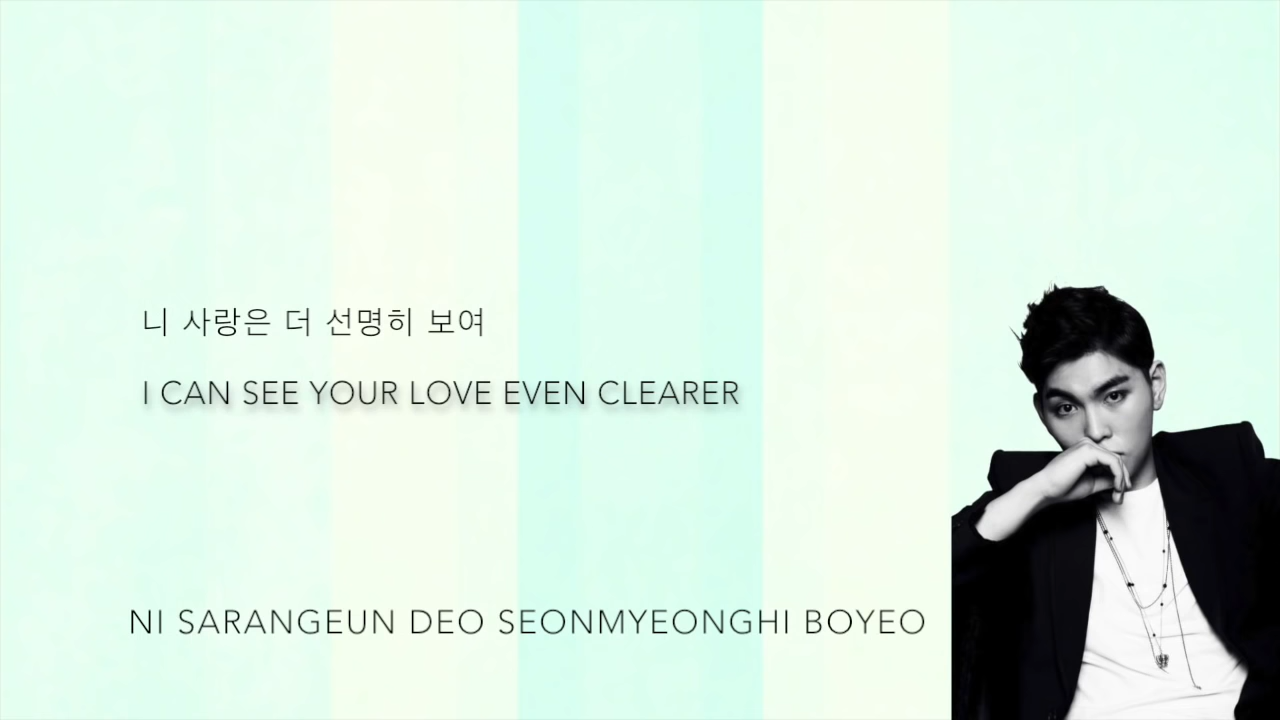 니 사랑은 더 선명히 보여
I CAN SEE YOUR LOVE EVEN CLEARER
NI SARANGEUN DEO SEONMYEONGHI BOYEO